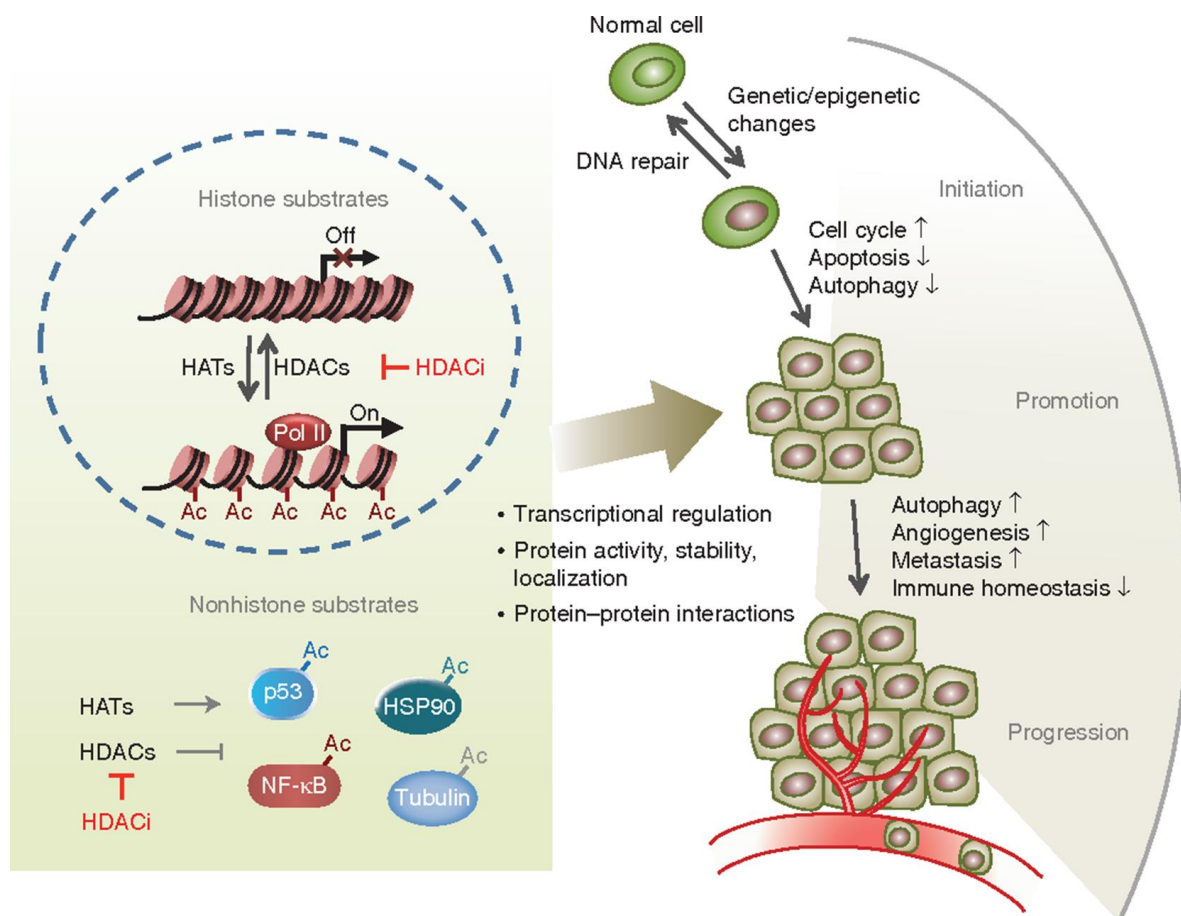 Normal cell
Genetic/epigenetic
changes
DNA repair
Initiation
Cell cycle ↑
Apoptosis ↓
Autophagy ↓
Histone substrates
Off
HATs
HDACs
HDACi
Pol II
On
Ac
Ac
Ac
Ac
Ac
Promotion
• Transcriptional regulation
• Protein activity, stability,
localization
• Protein–protein interactions
Autophagy ↑
Angiogenesis ↑
Metastasis ↑
Immune homeostasis ↓
Nonhistone substrates
HATs
HDACs
HDACi
Ac
p53
Ac
HSP90
Ac
NF-κB
Ac
Tubulin
Progression